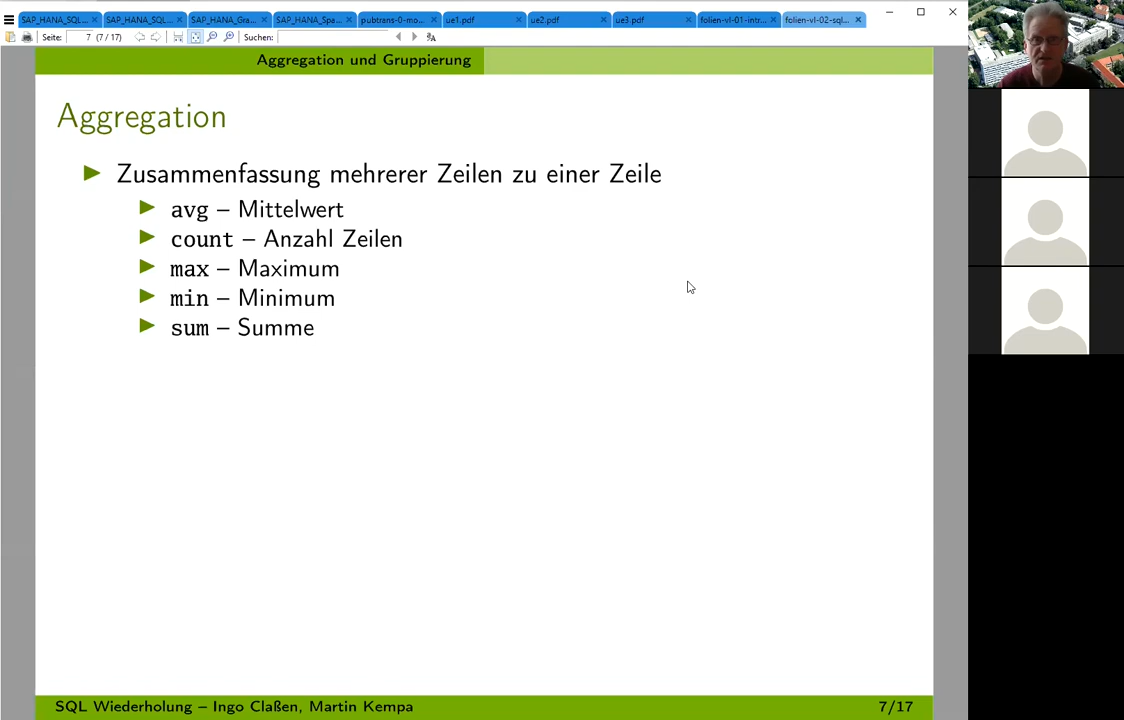 SAP_HANA_SQL...
SAP_HANA_SQL...
SAP_HANA_Gra...
SAP_HANA_Spa...
pubtrans-0-mo...
ue1.pdf
ue2.pdf
ue3.pdf
folien-vl-01-intr...
folien-vl-02-sql...
Seite: 7 (7 / 17) Suchen:
Aggregation und Gruppierung
Aggregation
Zusammenfassung mehrerer Zeilen zu einer Zeile
avg – Mittelwert
count – Anzahl Zeilen
max – Maximum
min – Minimum
sum – Summe
SQL Wiederholung – Ingo Claßen, Martin Kempa 7/17